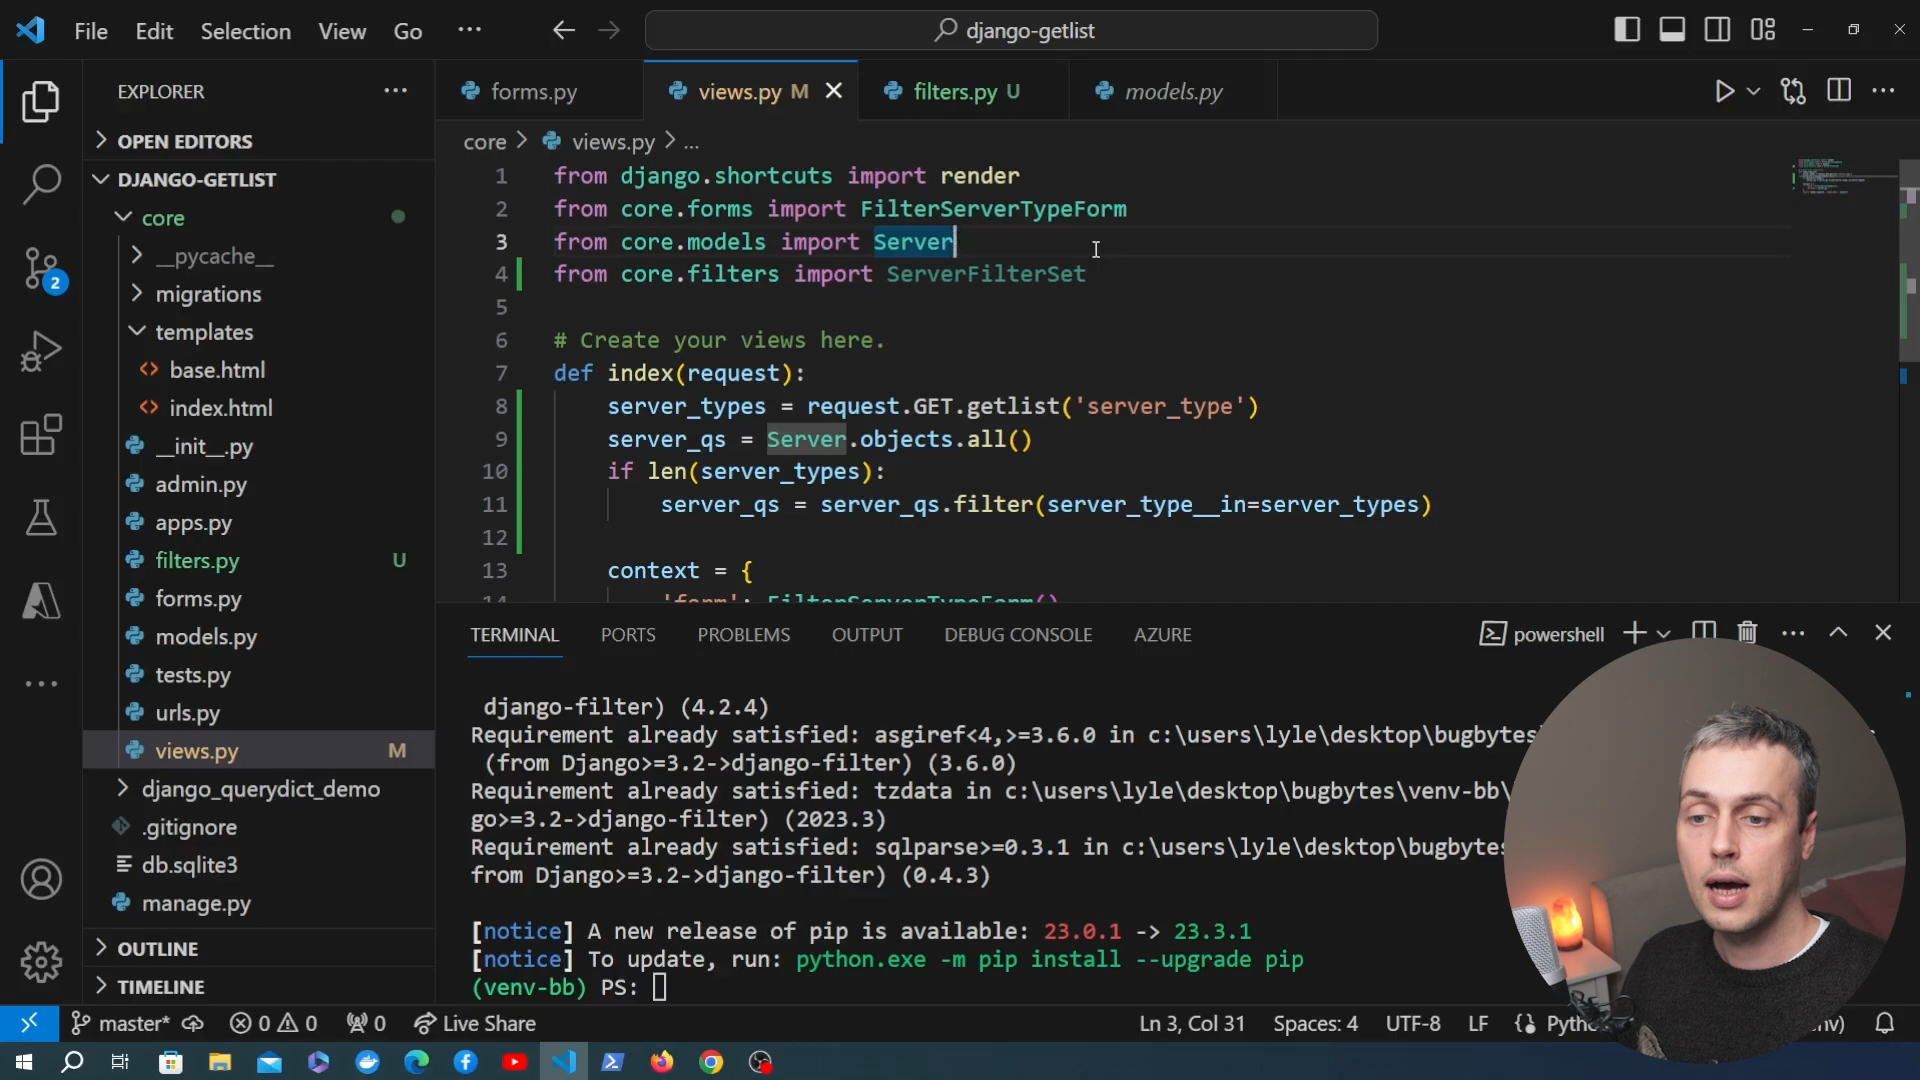 File Edit Selection View Go ···
django-getlist
EXPLORER
OPEN EDITORS
DJANGO-GETLIST
core
__pycache__
migrations
templates
base.html
index.html
__init__.py
admin.py
apps.py
filters.py U
forms.py
models.py
tests.py
urls.py
views.py M
django_querydict_demo
.gitignore
db.sqlite3
manage.py
OUTLINE
TIMELINE
2
forms.py
views.py M
filters.py U
models.py
core > views.py > ...
1 from django.shortcuts import render
2 from core.forms import FilterServerTypeForm
3 from core.models import Server
4 from core.filters import ServerFilterSet
5
6 # Create your views here.
7 def index(request):
8 server_types = request.GET.getlist('server_type')
9 server_qs = Server.objects.all()
10 if len(server_types):
11 server_qs = server_qs.filter(server_type__in=server_types)
12
13 context = {
14 'form': FilterServerTypeForm()
TERMINAL PORTS PROBLEMS OUTPUT DEBUG CONSOLE AZURE
powershell
django-filter) (4.2.4)
Requirement already satisfied: asgiref<4,>=3.6.0 in c:\users\lyle\desktop\bugbytes
(from Django>=3.2->django-filter) (3.6.0)
Requirement already satisfied: tzdata in c:\users\lyle\desktop\bugbytes\venv-bb\
go>=3.2->django-filter) (2023.3)
Requirement already satisfied: sqlparse>=0.3.1 in c:\users\lyle\desktop\bugbytes
from Django>=3.2->django-filter) (0.4.3)
[notice] A new release of pip is available: 23.0.1 -> 23.3.1
[notice] To update, run: python.exe -m pip install --upgrade pip
(venv-bb) PS:
master* 0 0 0 Live Share
Ln 3, Col 31 Spaces: 4 UTF-8 LF